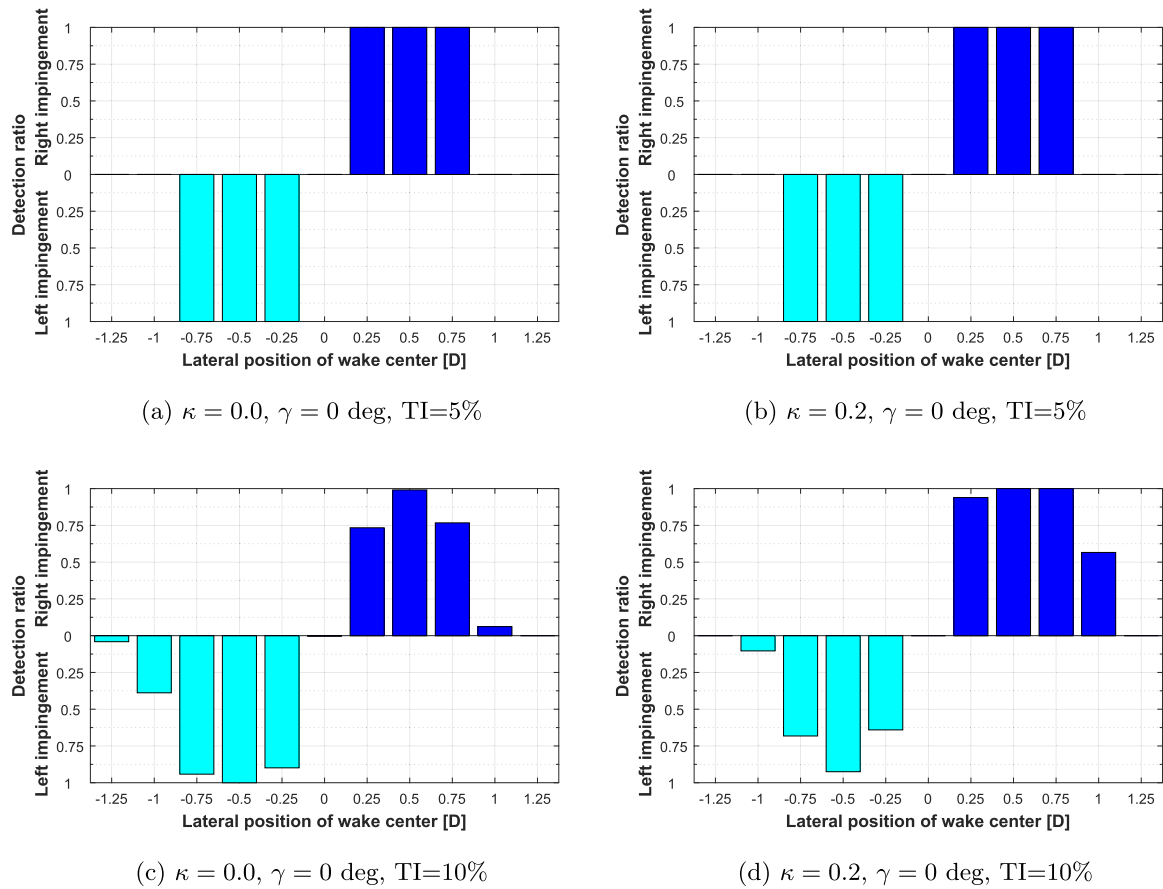 Detection ratio
Left impingement Right impingement
1
0.75
0.5
0.25
0
0.25
0.5
0.75
1
-1.25 -1 -0.75 -0.5 -0.25 0 0.25 0.5 0.75 1 1.25
Lateral position of wake center [D]
(a) κ = 0.0, γ = 0 deg, TI=5%
Detection ratio
Left impingement Right impingement
1
0.75
0.5
0.25
0
0.25
0.5
0.75
1
-1.25 -1 -0.75 -0.5 -0.25 0 0.25 0.5 0.75 1 1.25
Lateral position of wake center [D]
(b) κ = 0.2, γ = 0 deg, TI=5%
Detection ratio
Left impingement Right impingement
1
0.75
0.5
0.25
0
0.25
0.5
0.75
1
-1.25 -1 -0.75 -0.5 -0.25 0 0.25 0.5 0.75 1 1.25
Lateral position of wake center [D]
(c) κ = 0.0, γ = 0 deg, TI=10%
Detection ratio
Left impingement Right impingement
1
0.75
0.5
0.25
0
0.25
0.5
0.75
1
-1.25 -1 -0.75 -0.5 -0.25 0 0.25 0.5 0.75 1 1.25
Lateral position of wake center [D]
(d) κ = 0.2, γ = 0 deg, TI=10%